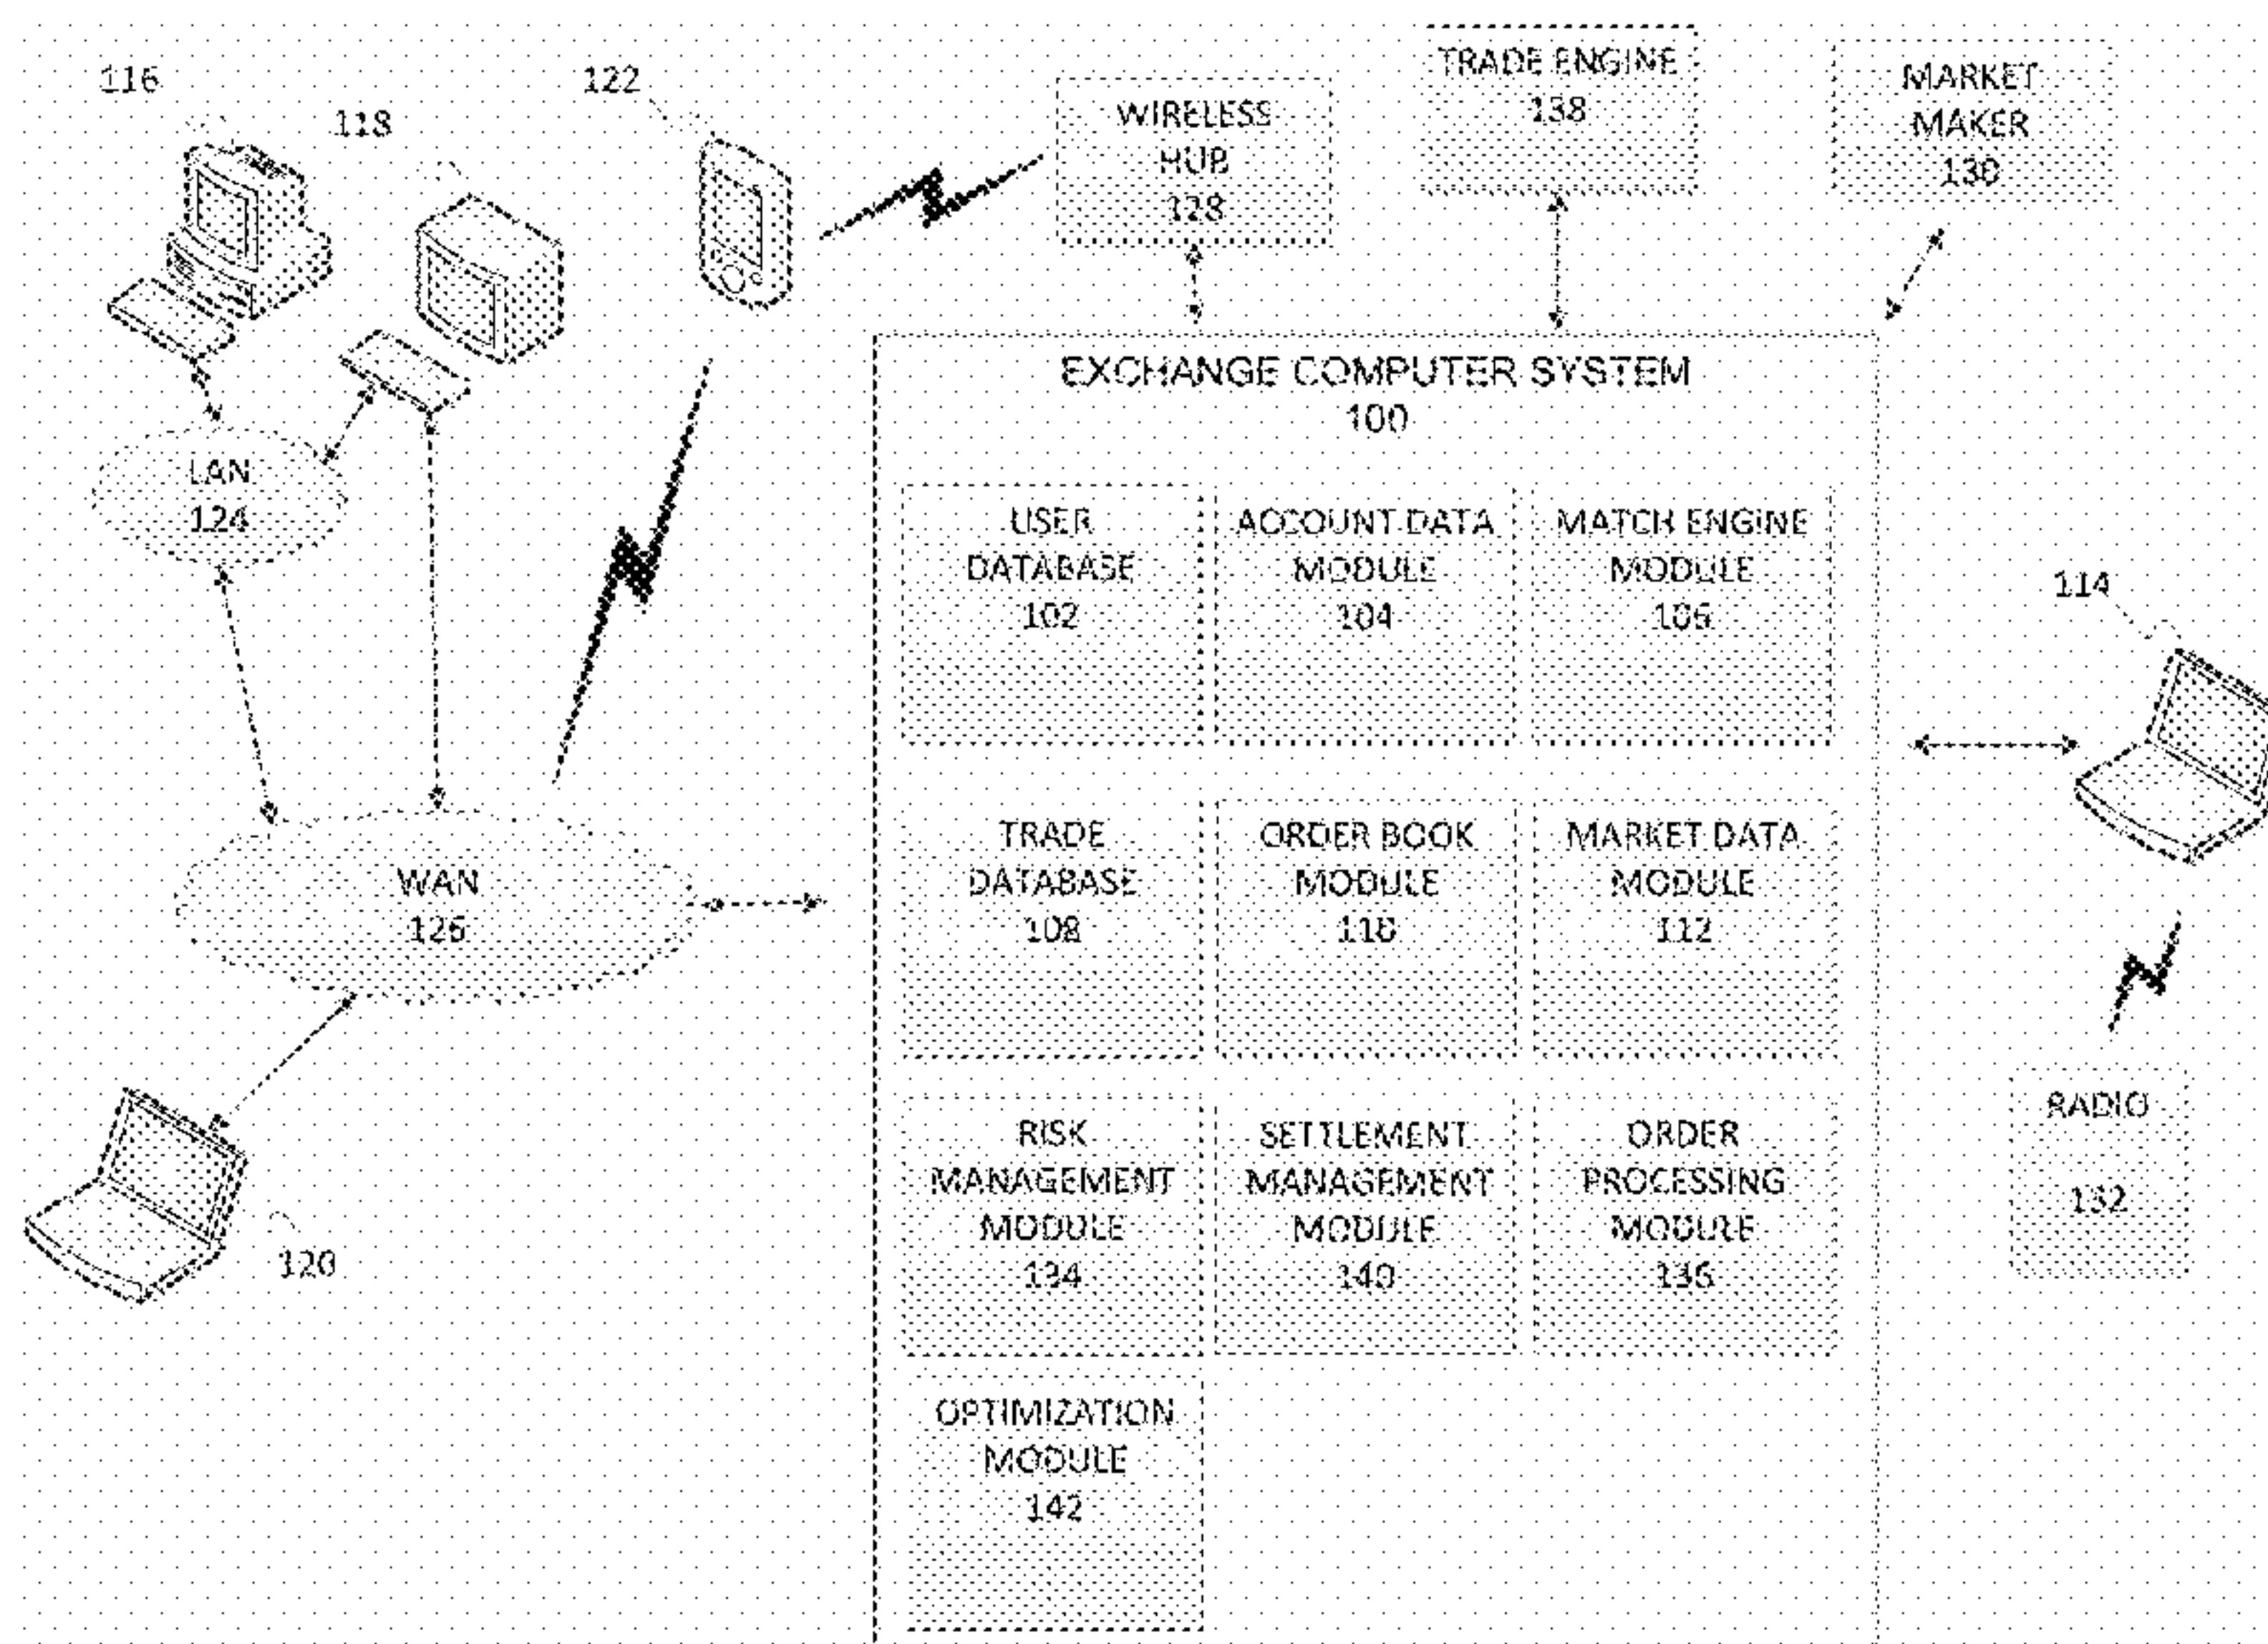 116
118
122
WIRELESS
HUB
128
TRADE ENGINE
138
MARKET
MAKER
130
EXCHANGE COMPUTER SYSTEM
100
LAN
124
USER
DATABASE
102
ACCOUNT DATA
MODULE
104
MATCH ENGINE
MODULE
106
114
TRADE
DATABASE
108
ORDER BOOK
MODULE
110
MARKET DATA
MODULE
112
WAN
126
RISK
MANAGEMENT
MODULE
134
SETTLEMENT
MANAGEMENT
MODULE
140
ORDER
PROCESSING
MODULE
136
RADIO
132
120
OPTIMIZATION
MODULE
142